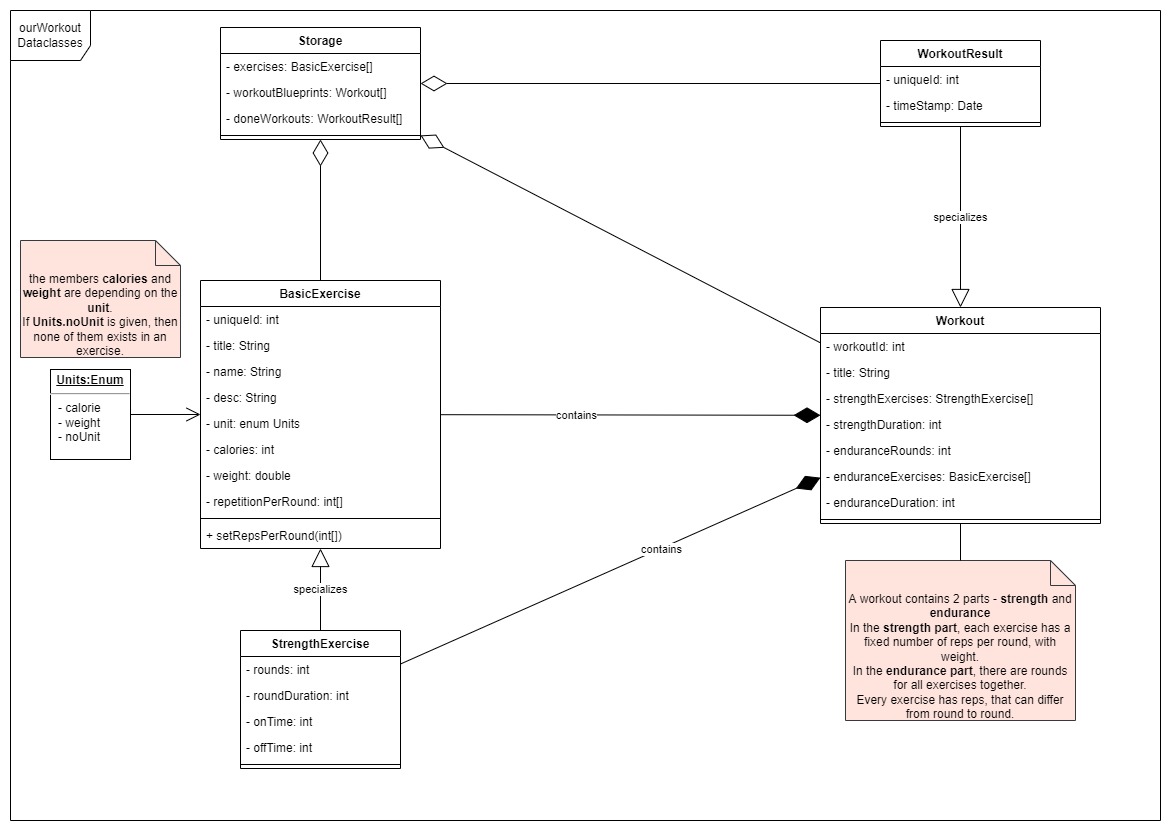 ourWorkout
Dataclasses
Storage
- exercises: BasicExercise[]
- workoutBlueprints: Workout[]
- doneWorkouts: WorkoutResult[]
WorkoutResult
- uniqueId: int
- timeStamp: Date
specializes
the members calories and
weight are depending on the
unit.
If Units.noUnit is given, then
none of them exists in an
exercise.
Units:Enum
- calorie
- weight
- noUnit
BasicExercise
- uniqueId: int
- title: String
- name: String
- desc: String
- unit: enum Units
- calories: int
- weight: double
- repetitionPerRound: int[]
+ setRepsPerRound(int[])
contains
Workout
- workoutId: int
- title: String
- strengthExercises: StrengthExercise[]
- strengthDuration: int
- enduranceRounds: int
- enduranceExercises: BasicExercise[]
- enduranceDuration: int
contains
specializes
StrengthExercise
- rounds: int
- roundDuration: int
- onTime: int
- offTime: int
A workout contains 2 parts - strength and
endurance
In the strength part, each exercise has a
fixed number of reps per round, with
weight.
In the endurance part, there are rounds
for all exercises together.
Every exercise has reps, that can differ
from round to round.